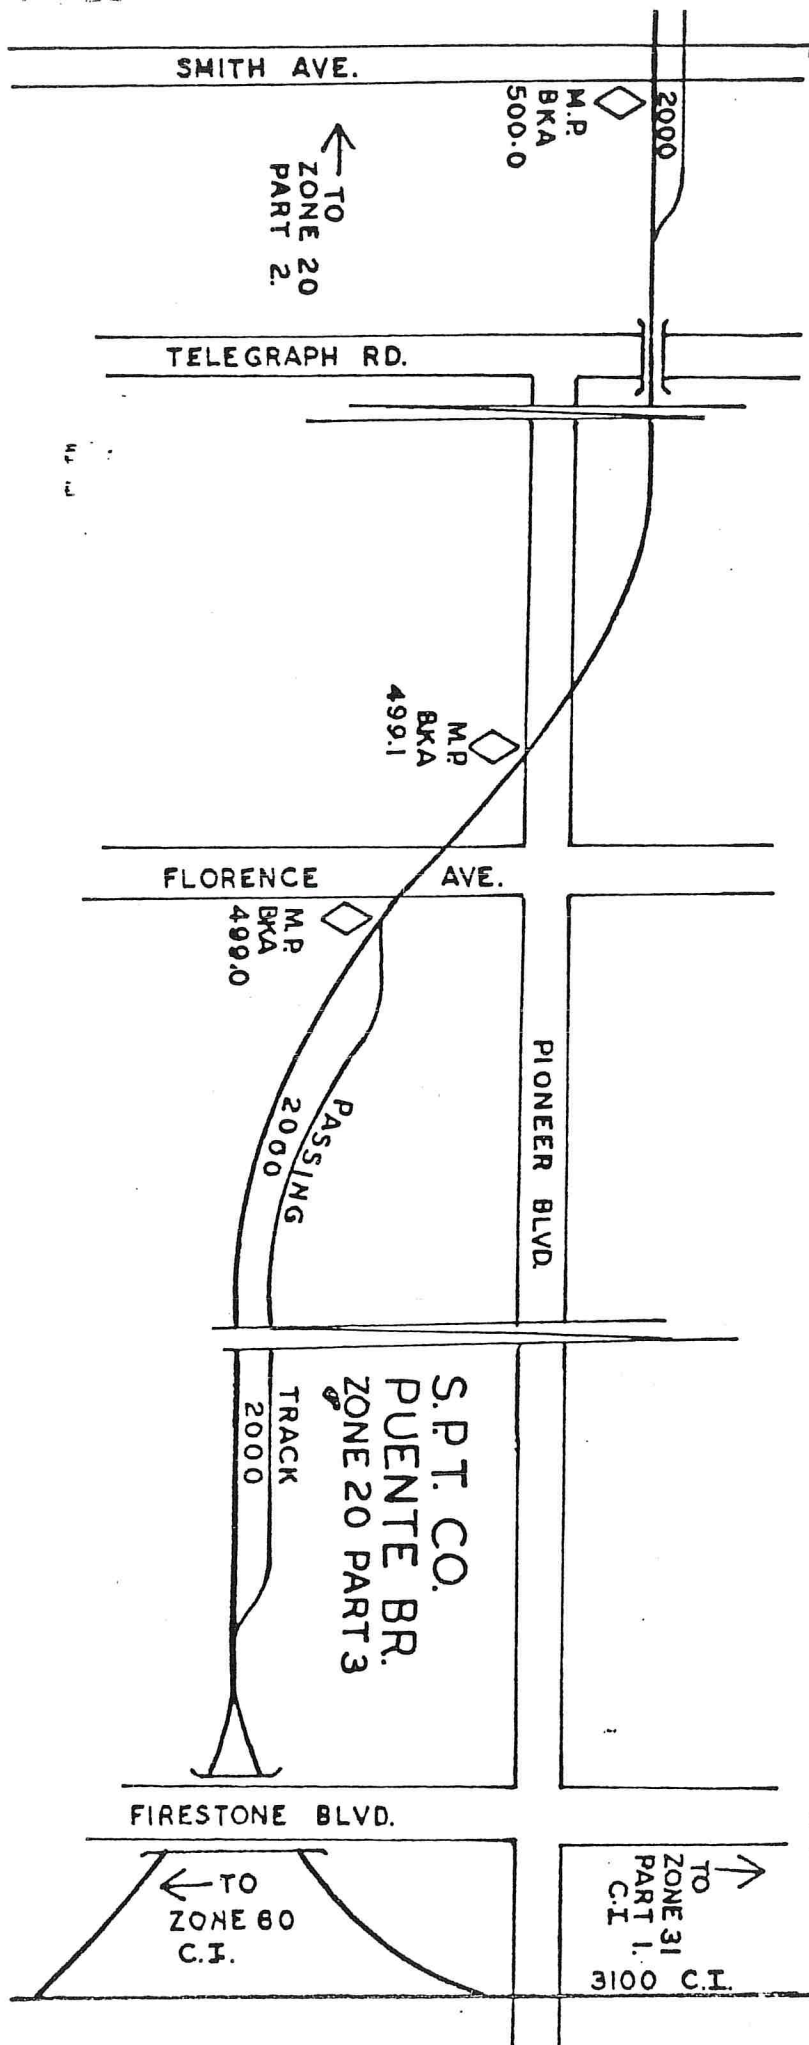 SMITH AVE.
2000
M.P.
BKA
500.0
TO
ZONE 20
PART 2.
TELEGRAPH RD.
M.P.
BKA
499.1
FLORENCE AVE.
M.P.
BKA
499.0
PIONEER BLVD.
PASSING
2000
TRACK
2000
S.P.T. CO.
PUENTE BR.
ZONE 20 PART 3
FIRESTONE BLVD.
TO
ZONE 60
C.I.
TO
ZONE 31
PART 1.
C.I
3100 C.I.